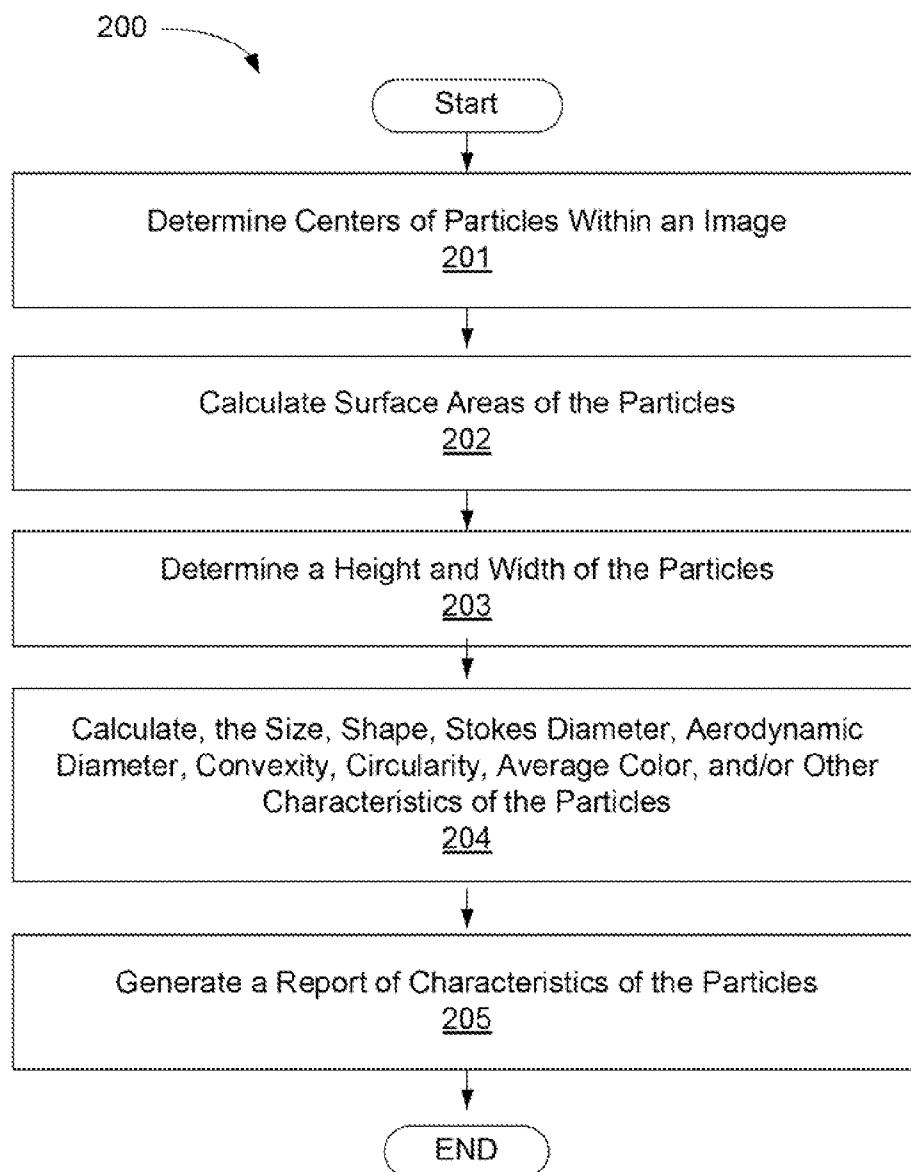 200
Start
Determine Centers of Particles Within an Image
201
Calculate Surface Areas of the Particles
202
Determine a Height and Width of the Particles
203
Calculate, the Size, Shape, Stokes Diameter, Aerodynamic
Diameter, Convexity, Circularity, Average Color, and/or Other
Characteristics of the Particles
204
Generate a Report of Characteristics of the Particles
205
END